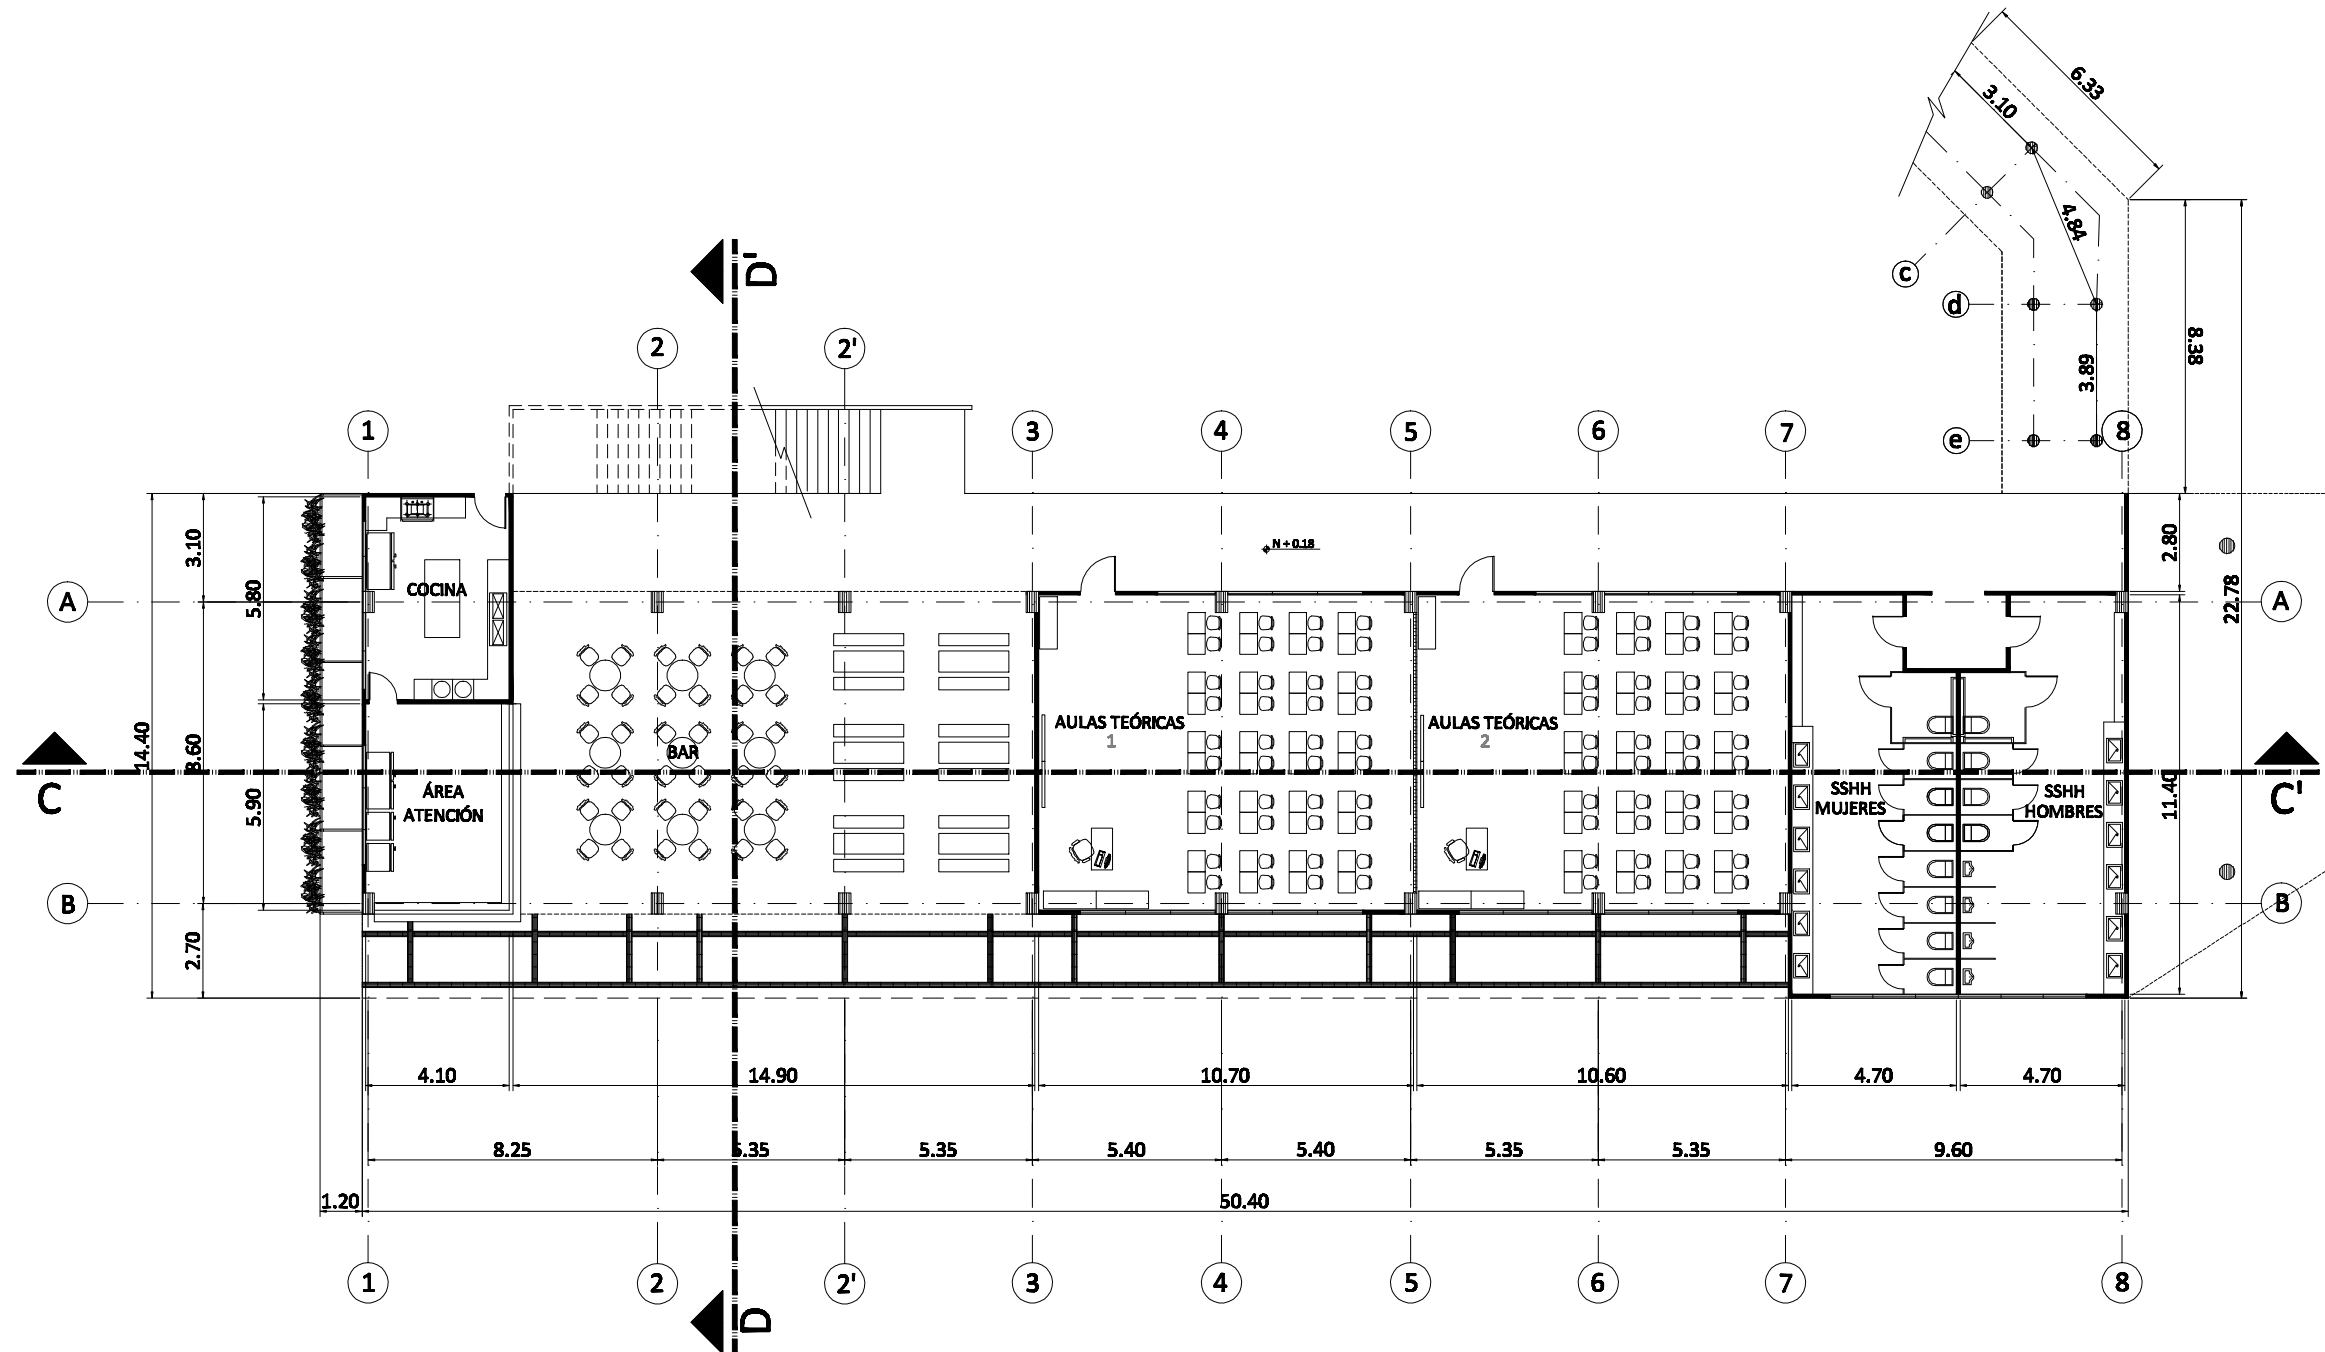 6.33
3.10
4.84
c
d
3.89
e
8.38
D'
2
2'
1
3
4
5
6
7
8
N + 0.18
3.10
5.80
COCINA
2.80
A
A
22.78
14.40
8.60
AULAS TEÓRICAS
1
AULAS TEÓRICAS
2
BAR
C
C'
5.90
ÁREA
ATENCIÓN
SSHH
MUJERES
SSHH
HOMBRES
11.40
B
B
2.70
4.10
14.90
10.70
10.60
4.70
4.70
8.25
5.35
5.35
5.40
5.40
5.35
5.35
9.60
1.20
50.40
1
2
2'
3
4
5
6
7
8
D